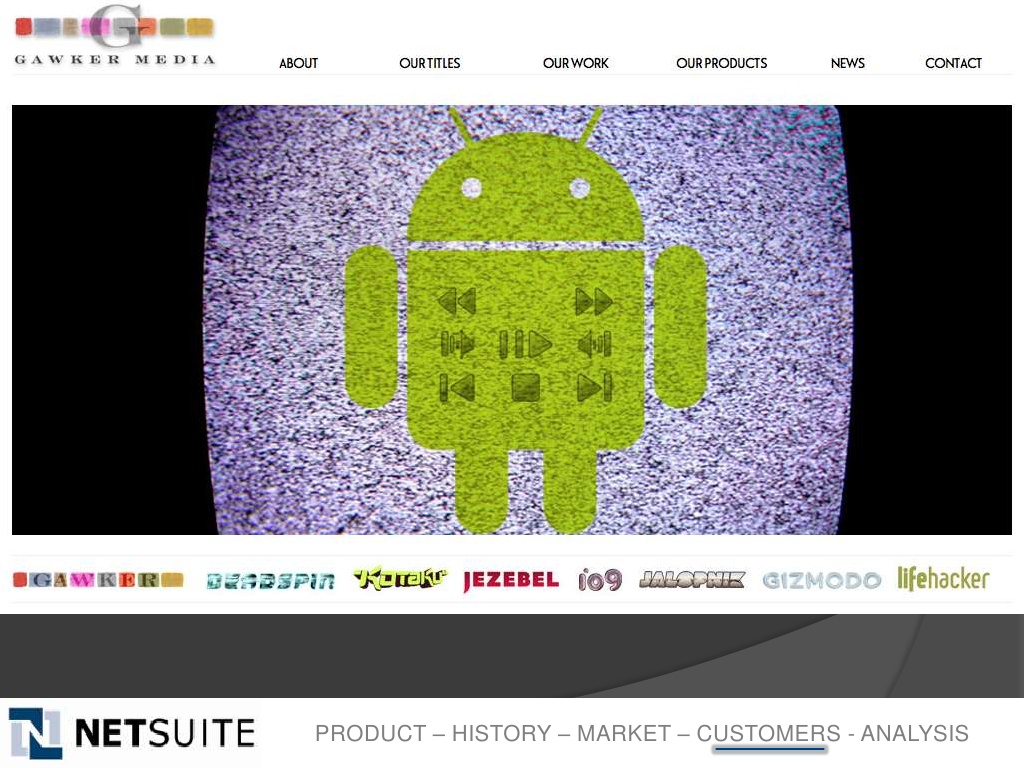 G
GAWKER MEDIA
ABOUT OUR TITLES OUR WORK OUR PRODUCTS NEWS CONTACT
GAWKER DEADSPIN KOTAKU JEZEBEL io9 JALOPNIK GIZMODO lifehacker
N NETSUITE PRODUCT – HISTORY – MARKET – CUSTOMERS - ANALYSIS